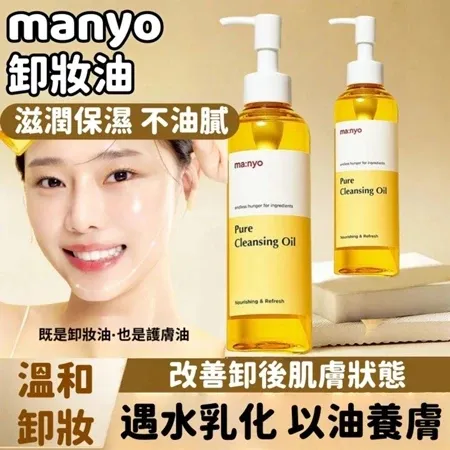 manyo
卸妝油
滋潤保濕 不油膩
ma:nyo
endless hunger for ingredients
Pure
Cleansing Oil
Nourishing & Refresh
ma:nyo
endless hunger for ingredients
Pure
Cleansing Oil
Nourishing & Refresh
既是卸妝油·也是護膚油
溫和
卸妝
改善卸後肌膚狀態
遇水乳化 以油養膚